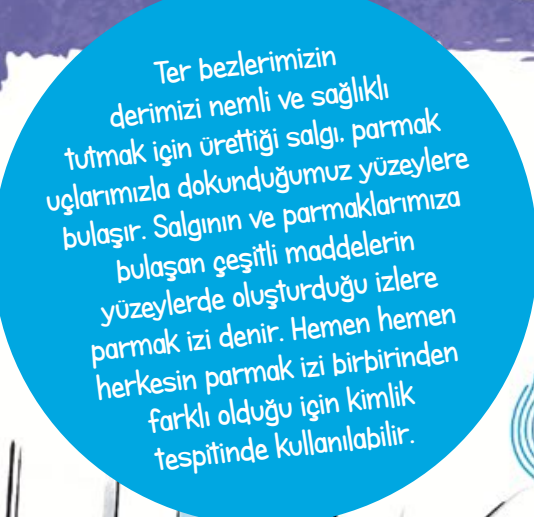 Ter bezlerimizin
derimizi nemli ve sağlıklı
tutmak için ürettiği salgı, parmak
uçlarımızla dokunduğumuz yüzeylere
bulaşır. Salgının ve parmaklarımıza
bulaşan çeşitli maddelerin
yüzeylerde oluşturduğu izlere
parmak izi denir. Hemen hemen
herkesin parmak izi birbirinden
farklı olduğu için kimlik
tespitinde kullanılabilir.